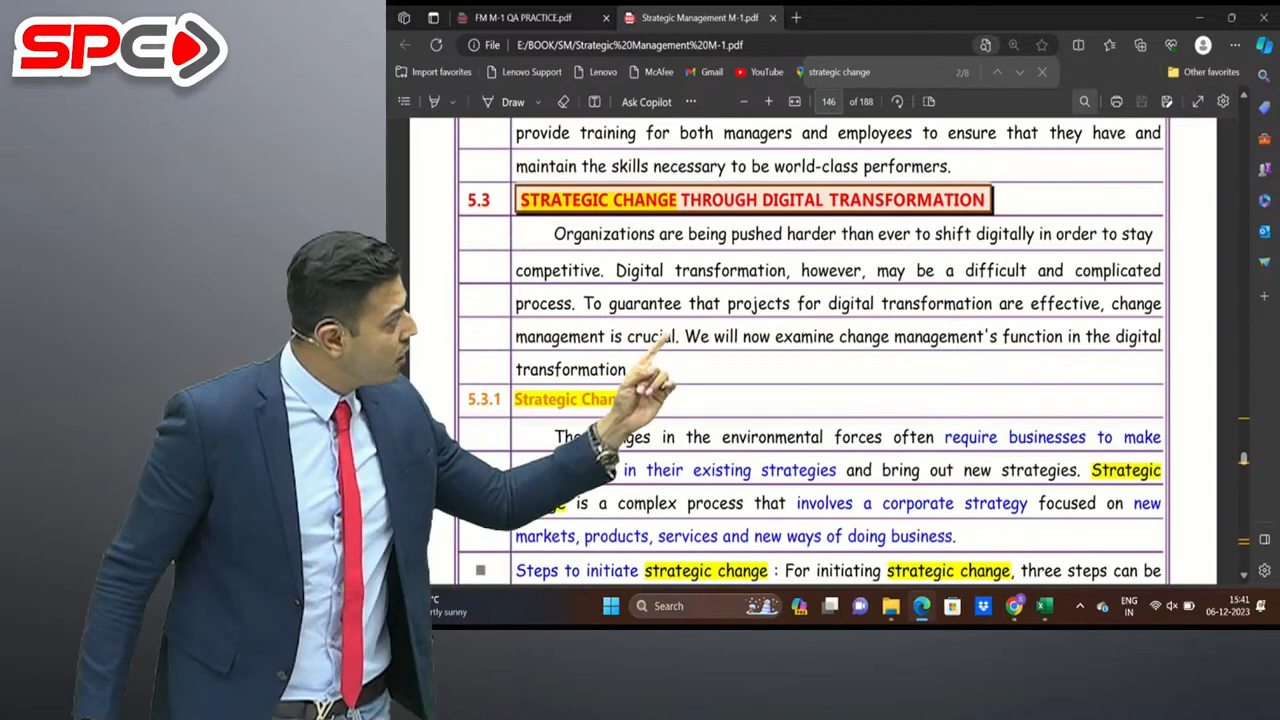 SPC
FM M-1 QA PRACTICE.pdf
Strategic Management M-1.pdf
File
E:/BOOK/SM/Strategic%20Management%20M-1.pdf
Import favorites
Lenovo Support
Lenovo
McAfee
Gmail
YouTube
strategic change
2/8
Other favorites
Draw
Ask Copilot
146
of 188
provide training for both managers and employees to ensure that they have and
maintain the skills necessary to be world-class performers.
5.3 STRATEGIC CHANGE THROUGH DIGITAL TRANSFORMATION
Organizations are being pushed harder than ever to shift digitally in order to stay
competitive. Digital transformation, however, may be a difficult and complicated
process. To guarantee that projects for digital transformation are effective, change
management is crucial. We will now examine change management's function in the digital
transformation
5.3.1 Strategic Chan
The in the environmental forces often require businesses to make
in their existing strategies and bring out new strategies. Strategic
is a complex process that involves a corporate strategy focused on new
markets, products, services and new ways of doing business.
■ Steps to initiate strategic change : For initiating strategic change, three steps can be
°C
rtly sunny
Search
ENG
IN
15:41
06-12-2023